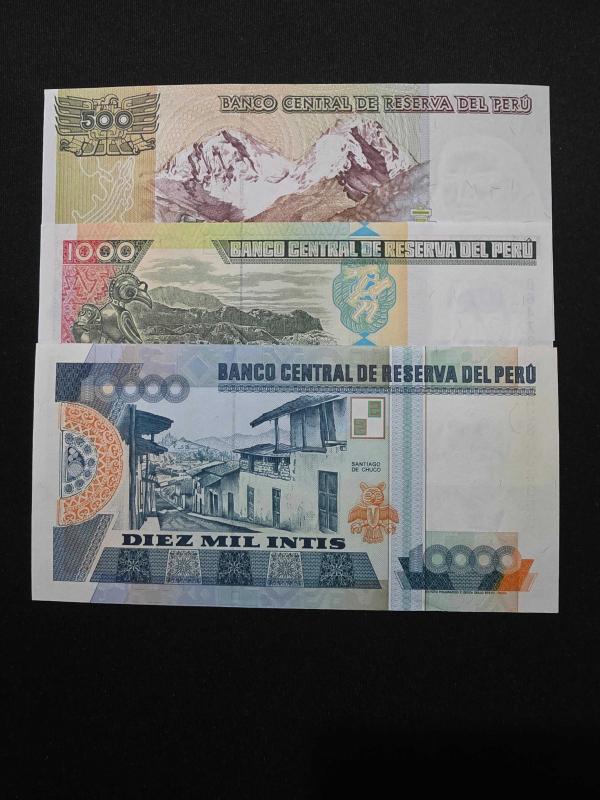 500
BANCO CENTRAL DE RESERVA DEL PERÚ
1000
BANCO CENTRAL DE RESERVA DEL PERÚ
10000
BANCO CENTRAL DE RESERVA DEL PERÚ
SANTIAGO
DE CHUCO
DIEZ MIL INTIS
10000